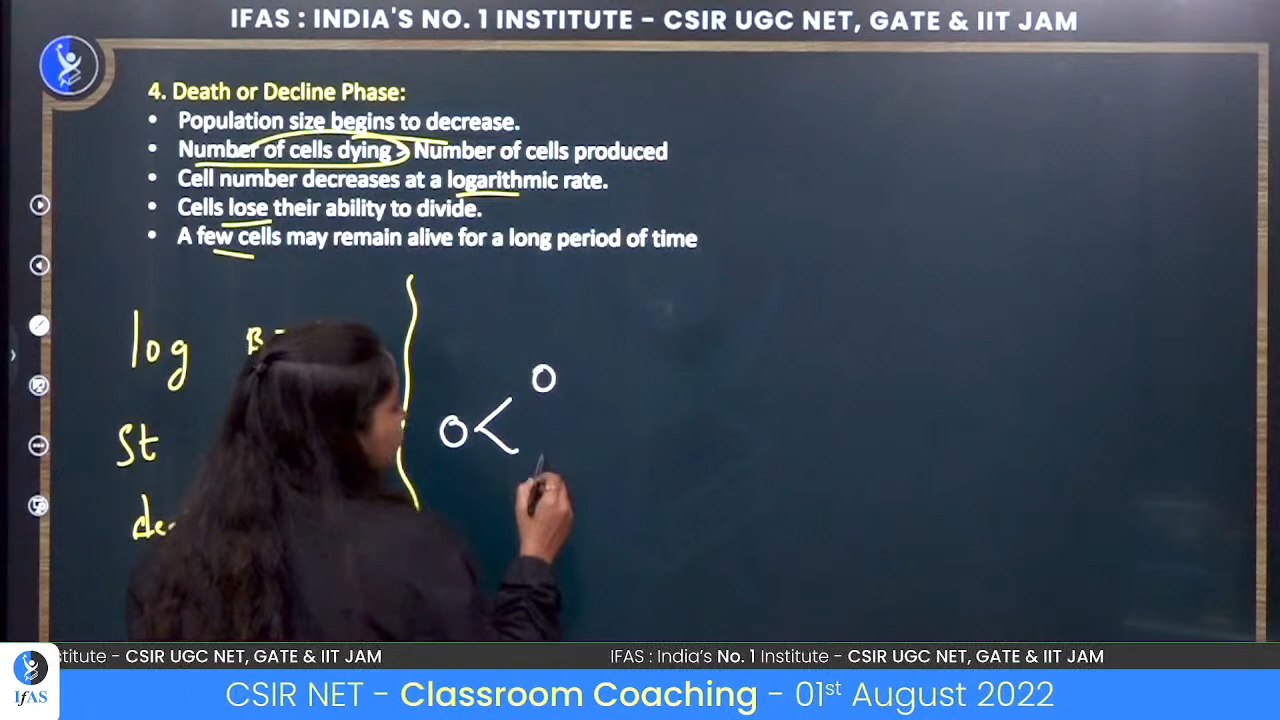 IFAS : INDIA'S NO. 1 INSTITUTE - CSIR UGC NET, GATE & IIT JAM
4. Death or Decline Phase:
• Population size begins to decrease.
• Number of cells dying > Number of cells produced
• Cell number decreases at a logarithmic rate.
• Cells lose their ability to divide.
• A few cells may remain alive for a long period of time
log
St
stitute - CSIR UGC NET, GATE & IIT JAM
IFAS : India's No. 1 Institute - CSIR UGC NET, GATE & IIT JAM
IFAS
CSIR NET - Classroom Coaching - 01st August 2022